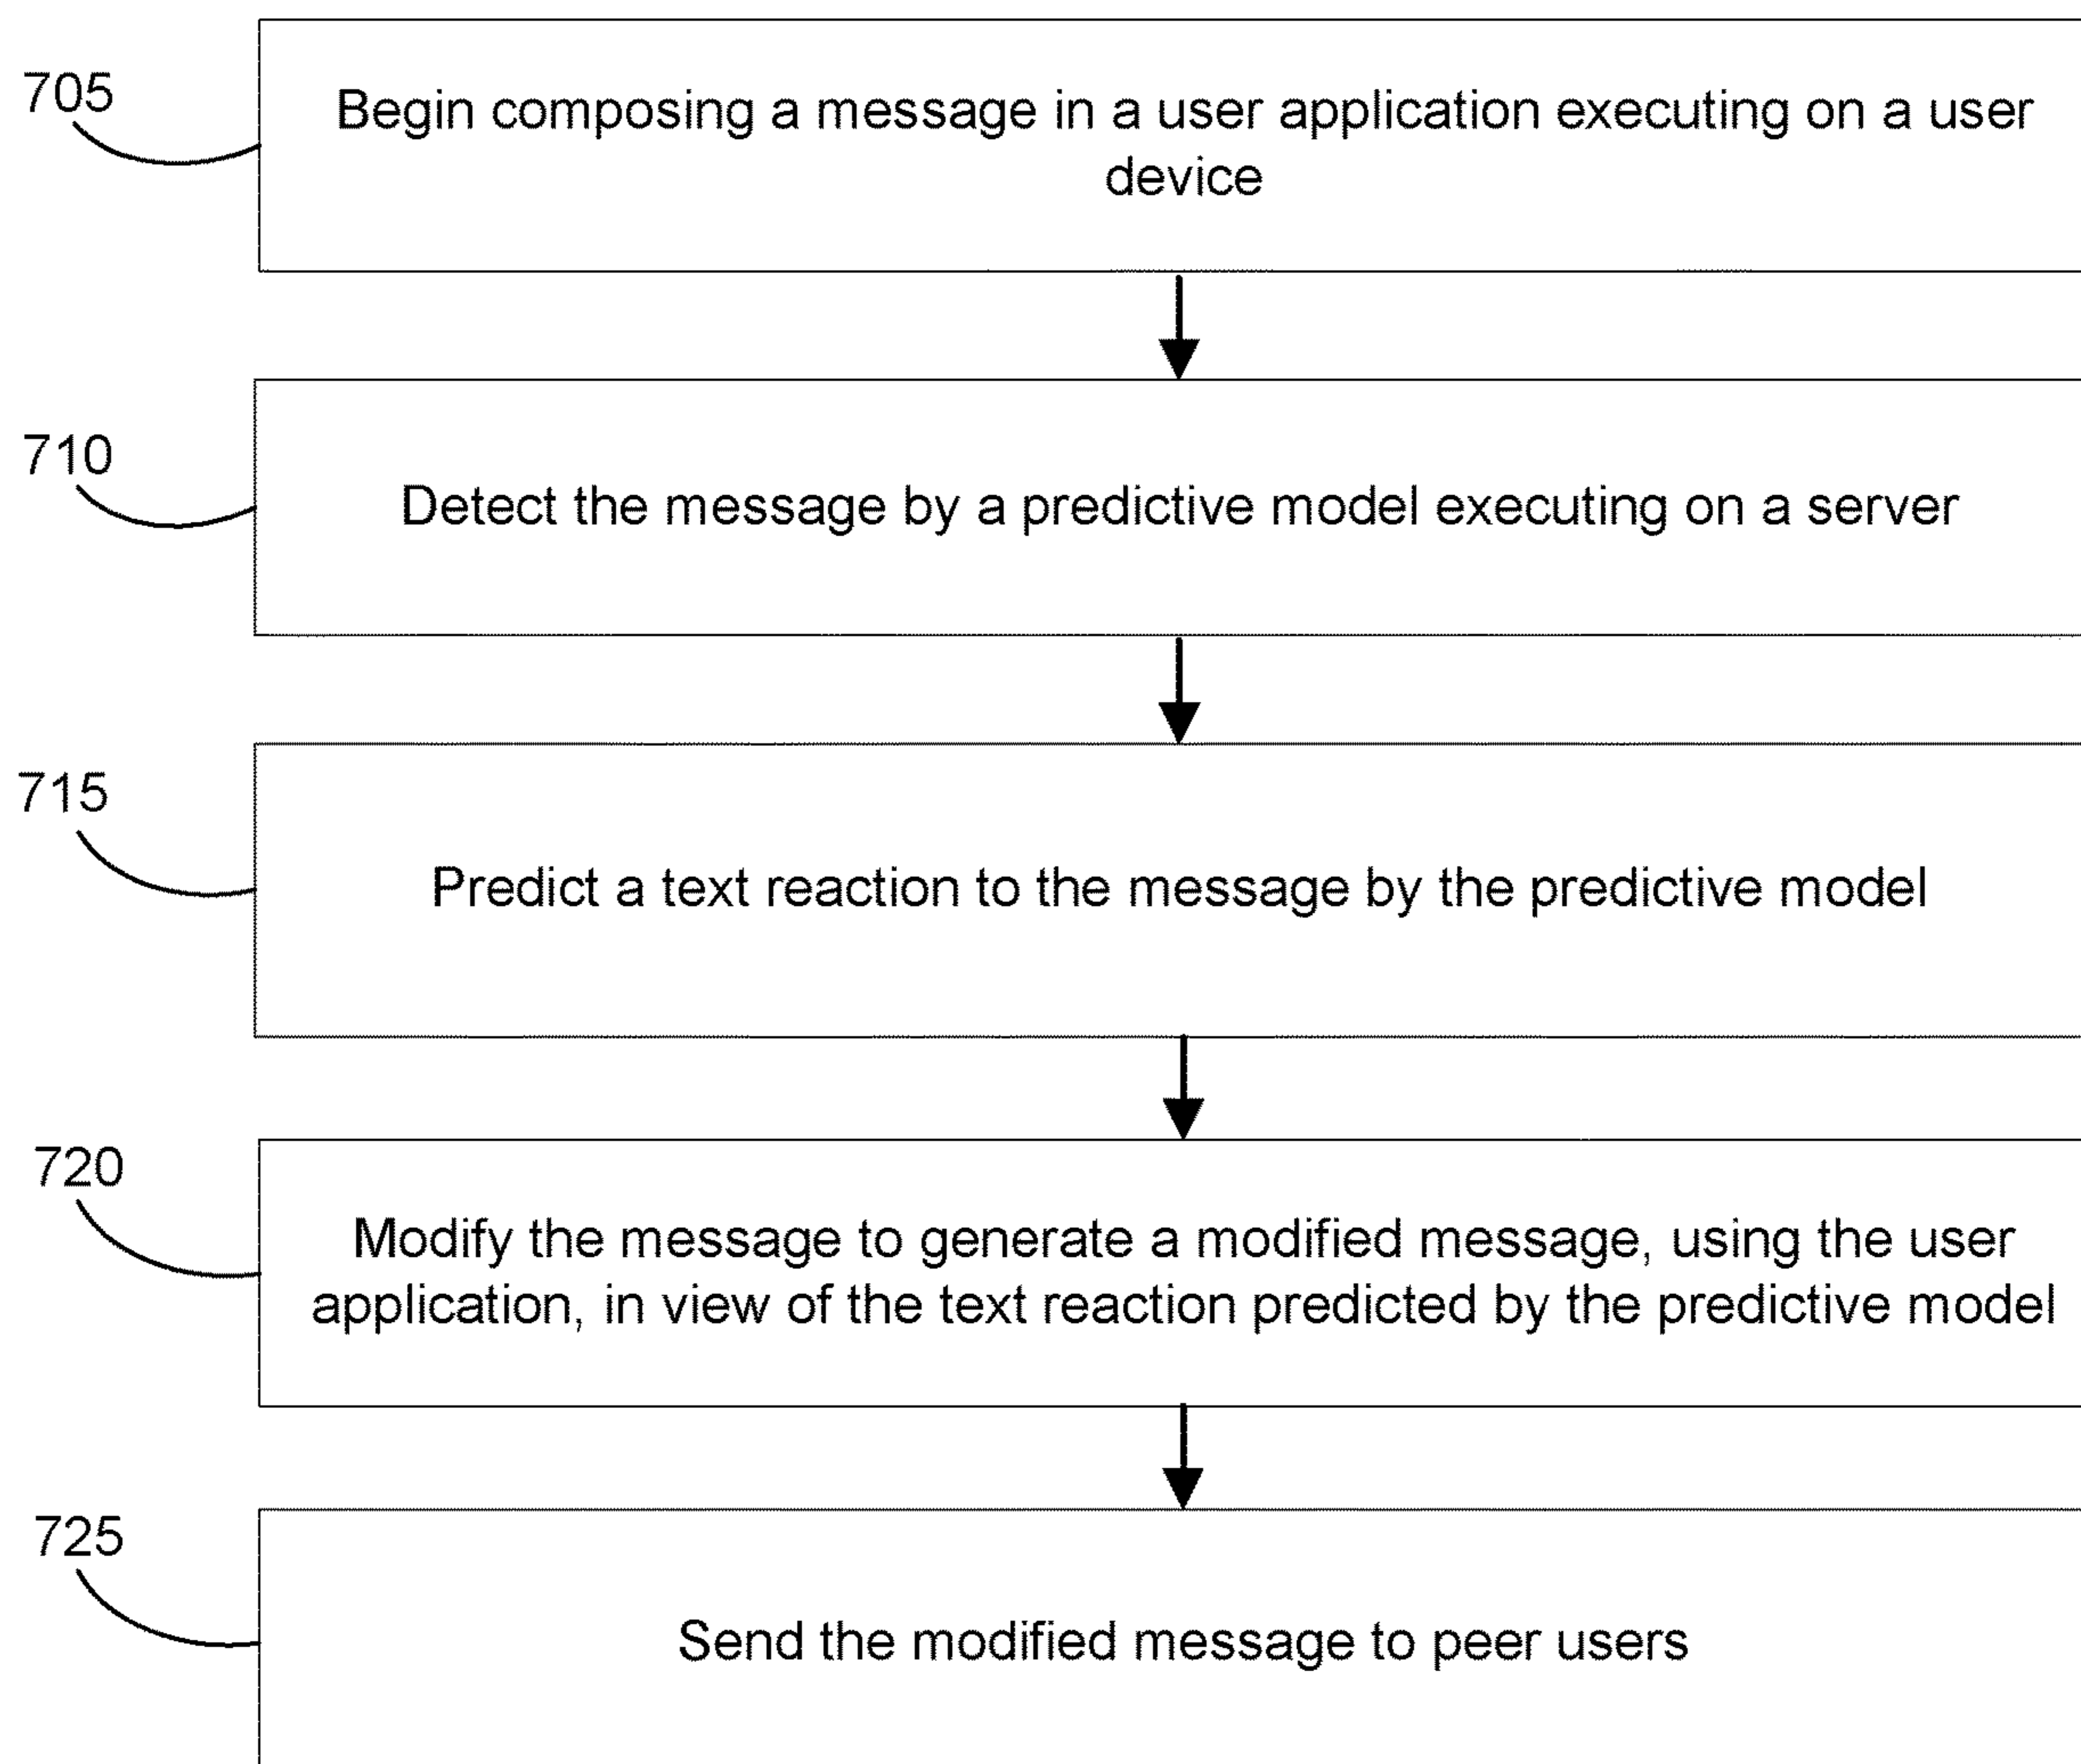 705
Begin composing a message in a user application executing on a user
device
710
Detect the message by a predictive model executing on a server
715
Predict a text reaction to the message by the predictive model
720
Modify the message to generate a modified message, using the user
application, in view of the text reaction predicted by the predictive model
725
Send the modified message to peer users